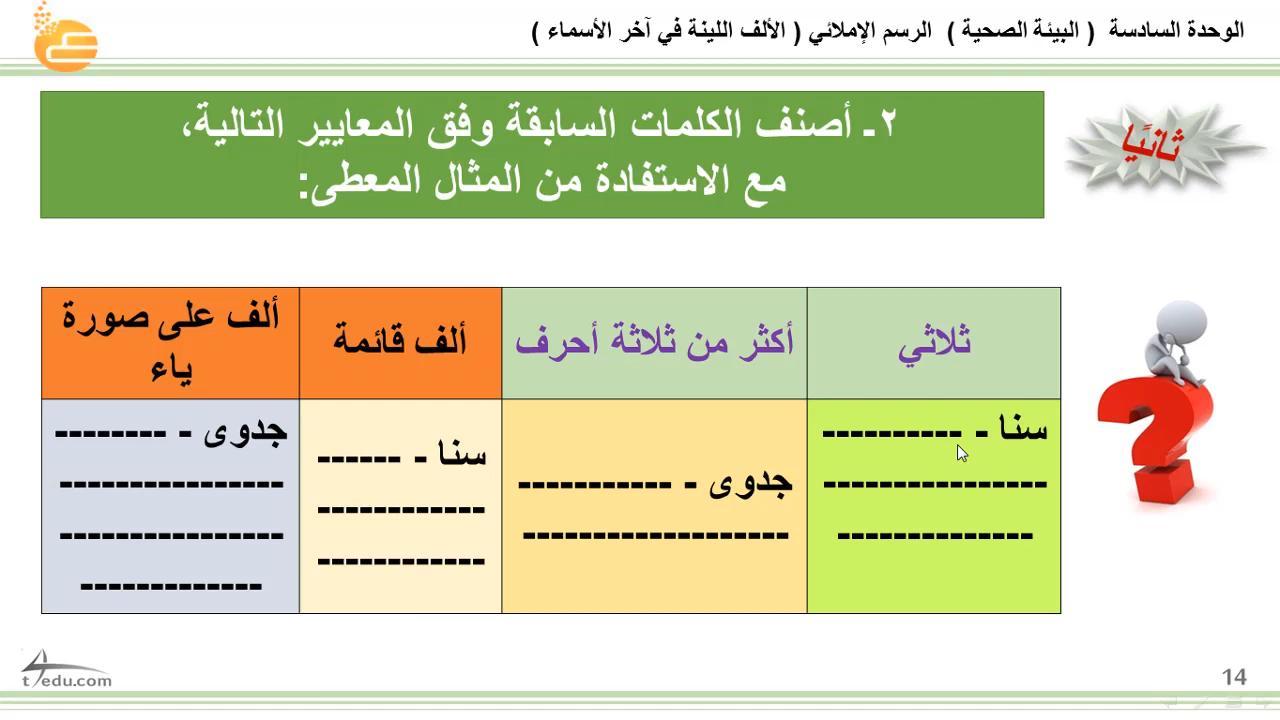 الوحدة السادسة ( البيئة الصحية ) الرسم الإملائي ( الألف اللينة في آخر الأسماء )
ثانيًا
٢ـ أصنف الكلمات السابقة وفق المعايير التالية،
مع الاستفادة من المثال المعطى:
ثلاثي
أكثر من ثلاثة أحرف
ألف قائمة
ألف على صورة
ياء
سنا - ----------
----------------
--------------
جدوى - -----------
-------------------
سنا - ------
------------
------------
جدوى - --------
----------------
----------------
-------------
t4edu.com
14